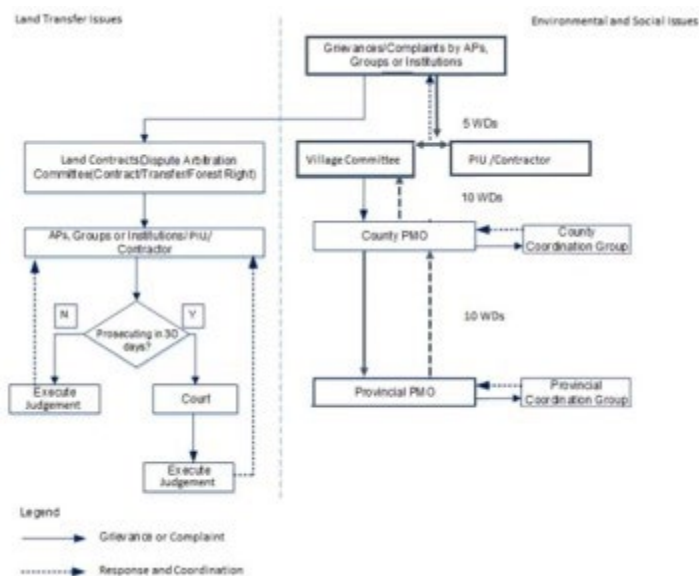 Land Transfer Issues
Environmental and Social Issues
Grievances/Complaints by APs,
Groups or Institutions
5 WDs
Land Contracts Dispute Arbitration
Committee(Contract/Transfer/Forest Right)
Village Committee
PIU /Contractor
10 WDs
APs, Groups or Institutions/ PIU/
Contractor
County PMO
County
Coordination Group
N
Y
Prosecuting in 30
days?
10 WDs
Execute
Judgement
Court
Provincial PMO
Provincial
Coordination Group
Execute
Judgement
Legend
Grievance or Complaint
Response and Coordination